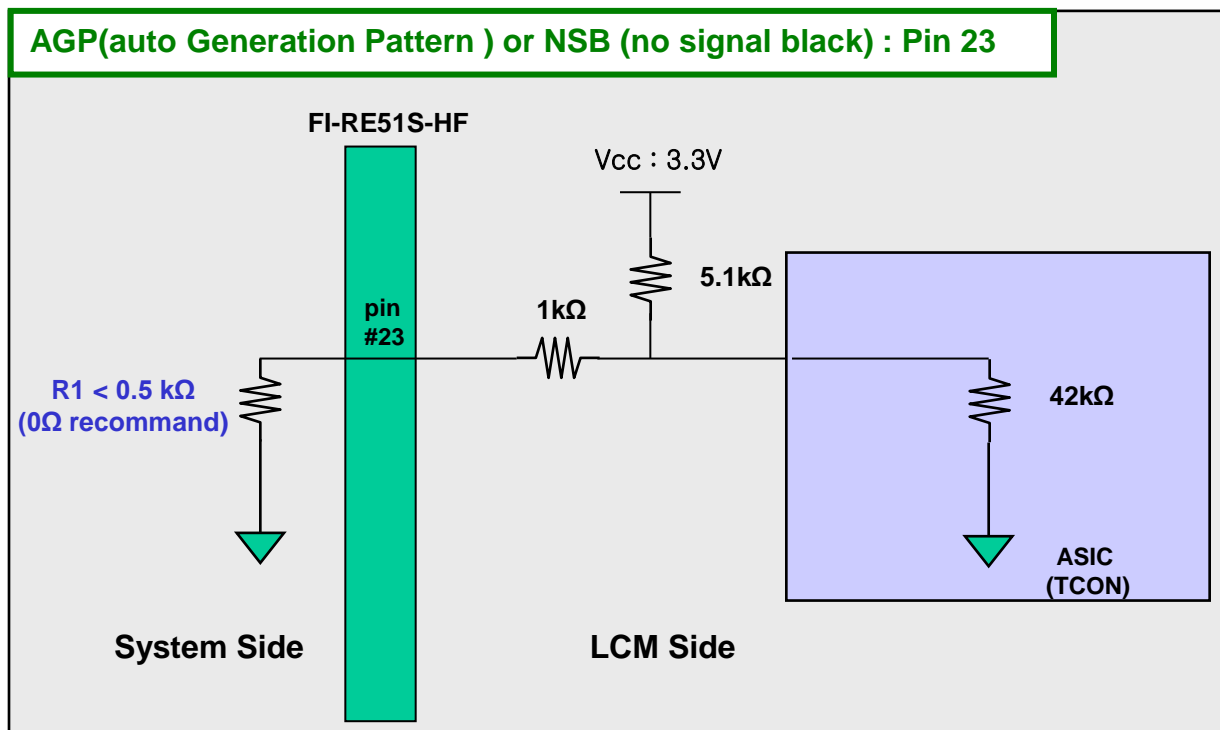 AGP(auto Generation Pattern ) or NSB (no signal black) : Pin 23
FI-RE51S-HF
Vcc : 3.3V
5.1kΩ
1kΩ
pin
#23
R1 < 0.5 kΩ
(0Ω recommand)
42kΩ
ASIC
(TCON)
System Side
LCM Side